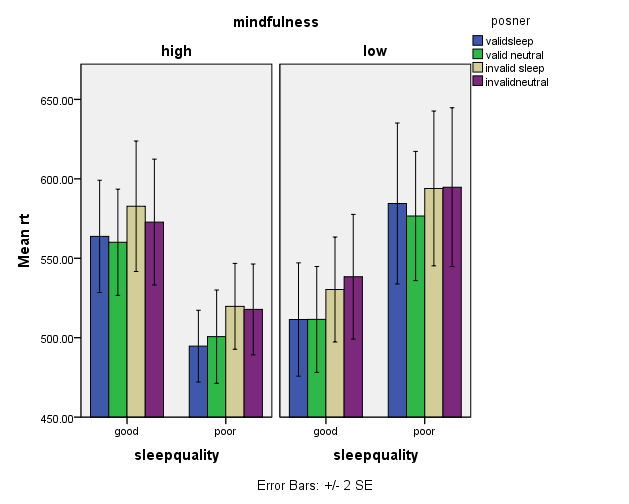 mindfulness
high
low
posner
validsleep
valid neutral
invalid sleep
invalidneutral
Mean rt
650.00
600.00
550.00
500.00
450.00
good
poor
good
poor
sleepquality
sleepquality
Error Bars: +/- 2 SE